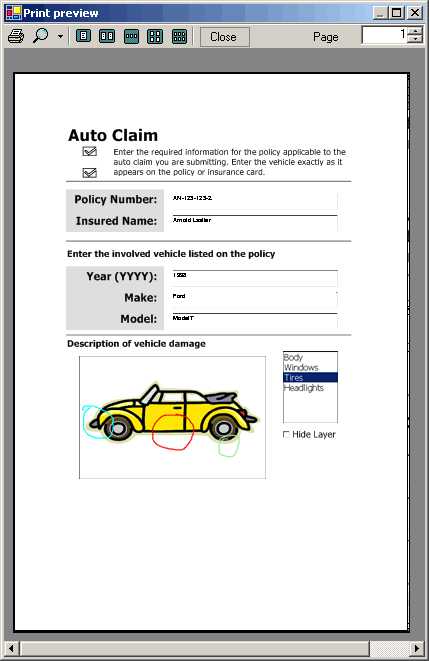 Print preview
Close
Page
1
Auto Claim
Enter the required information for the policy applicable to the
auto claim you are submitting. Enter the vehicle exactly as it
appears on the policy or insurance card.
Policy Number: AN-123-123-2
Insured Name: Arnold
Enter the involved vehicle listed on the policy
Year (YYYY): 1998
Make: Ford
Model: ModelT
Description of vehicle damage
Body
Windows
Tires
Headlights
Hide Layer